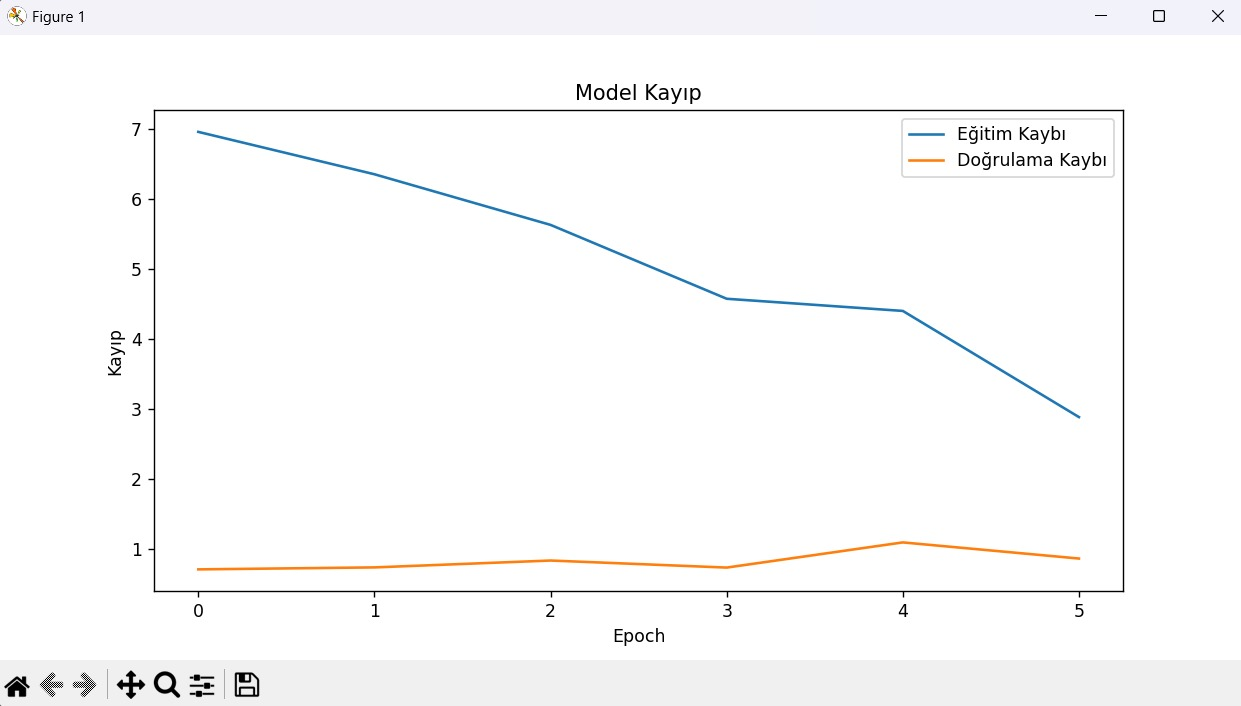 Figure 1
Model Kayıp
Eğitim Kaybı
Doğrulama Kaybı
7
6
5
4
3
2
1
Kayıp
0 1 2 3 4 5
Epoch